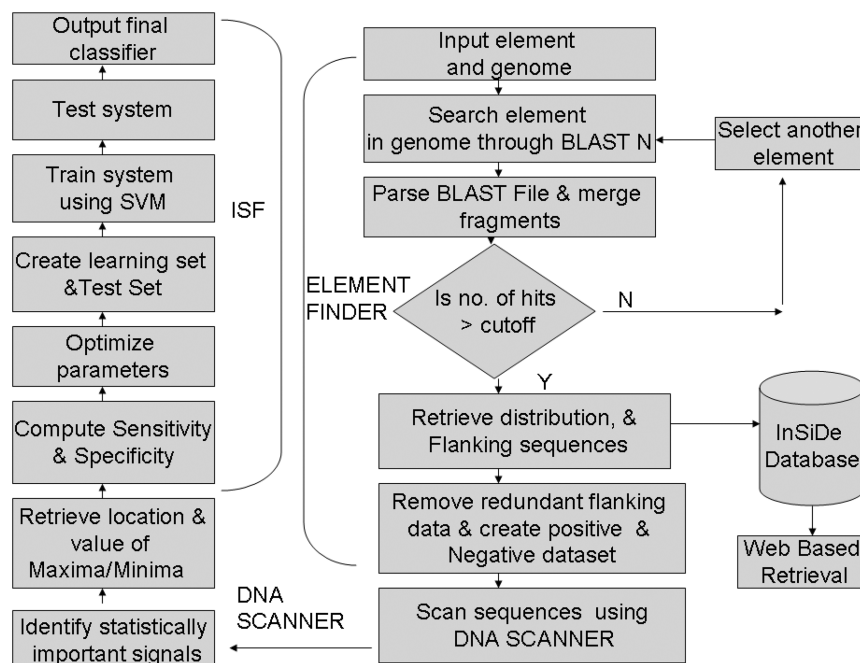 Output final
classifier
Test system
Train system
using SVM
Create learning set
&Test Set
Optimize
parameters
Compute Sensitivity
& Specificity
Retrieve location &
value of
Maxima/Minima
Identify statistically
important signals
ISF
Input element
and genome
Search element
in genome through BLAST N
Parse BLAST File & merge
fragments
ELEMENT
FINDER
Is no. of hits
> cutoff
N
Y
Select another
element
Retrieve distribution, &
Flanking sequences
InSiDe
Database
Remove redundant flanking
data & create positive &
Negative dataset
Web Based
Retrieval
DNA
SCANNER
Scan sequences using
DNA SCANNER